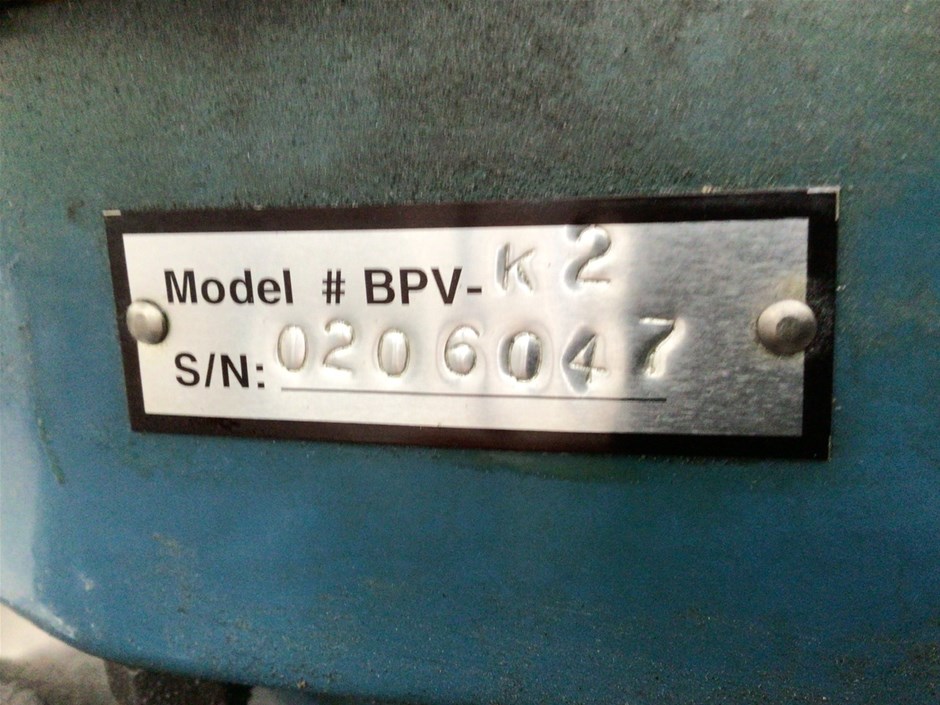 Model # BPV-K2
S/N: 0206047